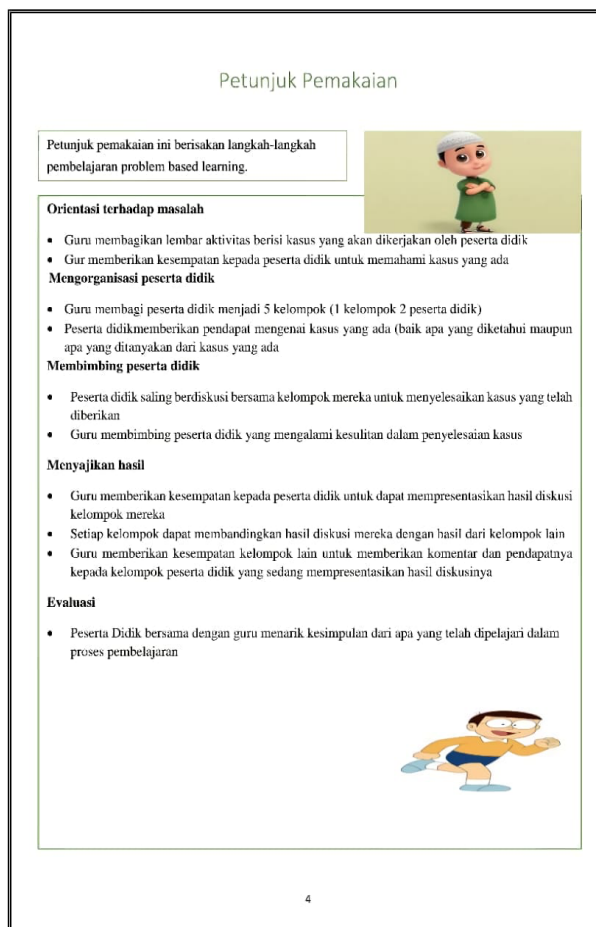 Petunjuk Pemakaian
Petunjuk pemakaian ini berisakan langkah-langkah
pembelajaran problem based learning.
Orientasi terhadap masalah
• Guru membagikan lembar aktivitas berisi kasus yang akan dikerjakan oleh peserta didik
• Gur memberikan kesempatan kepada peserta didik untuk memahami kasus yang ada
Mengorganisasi peserta didik
• Guru membagi peserta didik menjadi 5 kelompok (1 kelompok 2 peserta didik)
• Peserta didikmemberikan pendapat mengenai kasus yang ada (baik apa yang diketahui maupun
apa yang ditanyakan dari kasus yang ada
Membimbing peserta didik
• Peserta didik saling berdiskusi bersama kelompok mereka untuk menyelesaikan kasus yang telah
diberikan
• Guru membimbing peserta didik yang mengalami kesulitan dalam penyelesaian kasus
Menyajikan hasil
• Guru memberikan kesempatan kepada peserta didik untuk dapat mempresentasikan hasil diskusi
kelompok mereka
• Setiap kelompok dapat membandingkan hasil diskusi mereka dengan hasil dari kelompok lain
• Guru memberikan kesempatan kelompok lain untuk memberikan komentar dan pendapatnya
kepada kelompok peserta didik yang sedang mempresentasikan hasil diskusinya
Evaluasi
• Peserta Didik bersama dengan guru menarik kesimpulan dari apa yang telah dipelajari dalam
proses pembelajaran
4